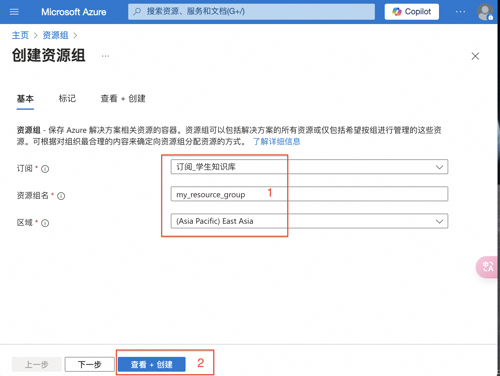 Microsoft Azure
搜索资源、服务和文档(G+/)
Copilot
主页 > 资源组 >
创建资源组
基本 标记 查看 + 创建
资源组 - 保存 Azure 解决方案相关资源的容器。资源组可以包括解决方案的所有资源或仅包括希望按组进行管理的这些资
源。可根据对组织最合理的内容来确定向资源组分配资源的方式。 了解详细信息
订阅 * 订阅_学生知识库
资源组名 * my_resource_group 1
区域 * (Asia Pacific) East Asia
上一步 下一步 查看 + 创建 2